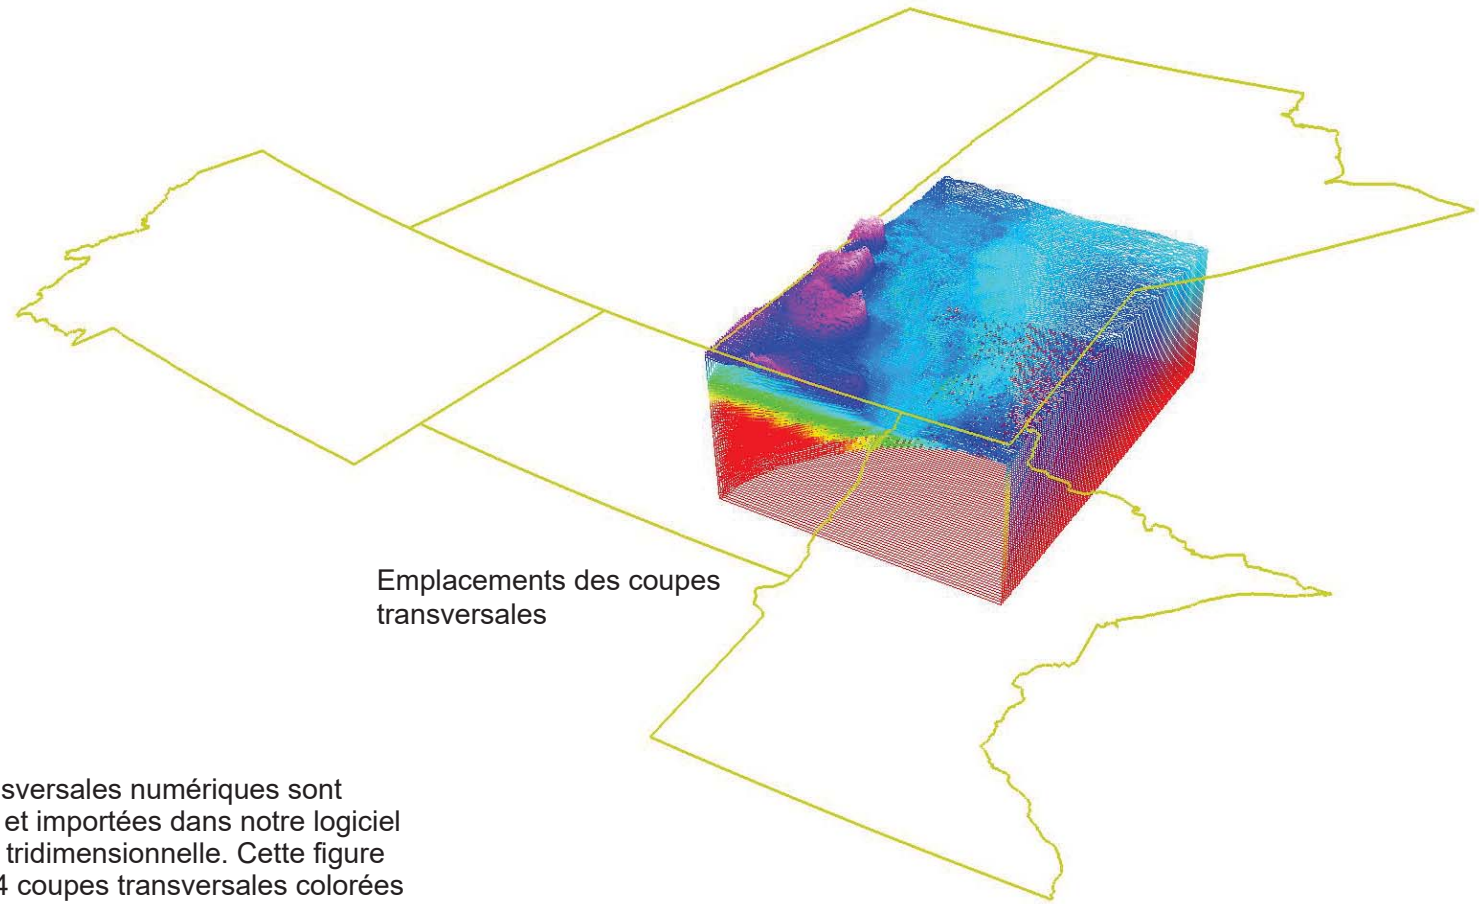 Emplacements des coupes
transversales
sversales numériques sont
et importées dans notre logiciel
tridimensionnelle. Cette figure
4 coupes transversales colorées